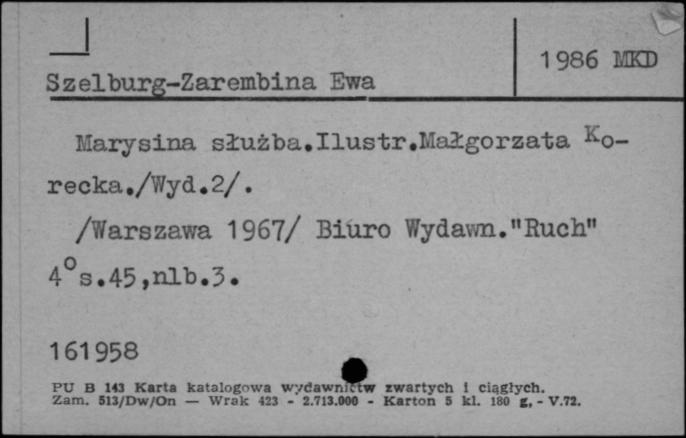 1986 MKD
Szelburg-Zarembina Ewa
Marysina służba.Ilustr.Małgorzata Ko-
recka./Wyd.2/.
/Warszawa 1967/ Biuro Wydawn."Ruch"
4°s.45,nlb.3.
161958
PU B 143 Karta katalogowa wydawnictw zwartych i ciągłych.
Zam. 513/Dw/On — Wrak 423 - 2.713.000 - Karton 5 kl. 180 g, - V.72.